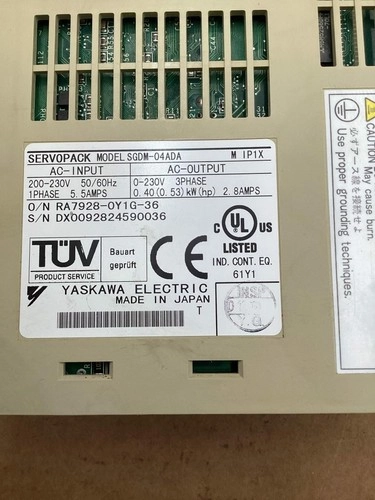 SERVOPACK MODEL SGDM-04ADA M IP1X
AC-INPUT AC-OUTPUT
200-230V 50/60Hz 0-230V 3PHASE
1PHASE 5.5AMPS 0.40(0.53)kW(hp) 2.8AMPS
O/N RA7928-0Y1G-36
S/N DX0092824590036
TÜV
PRODUCT SERVICE
Bauart
geprüft
CE
C UL US
LISTED
IND. CONT. EQ.
61Y1
YASKAWA ELECTRIC
MADE IN JAPAN
T
CAUTION May cause burn.
必ずアース線を接続せよ
Use proper grounding techniques.